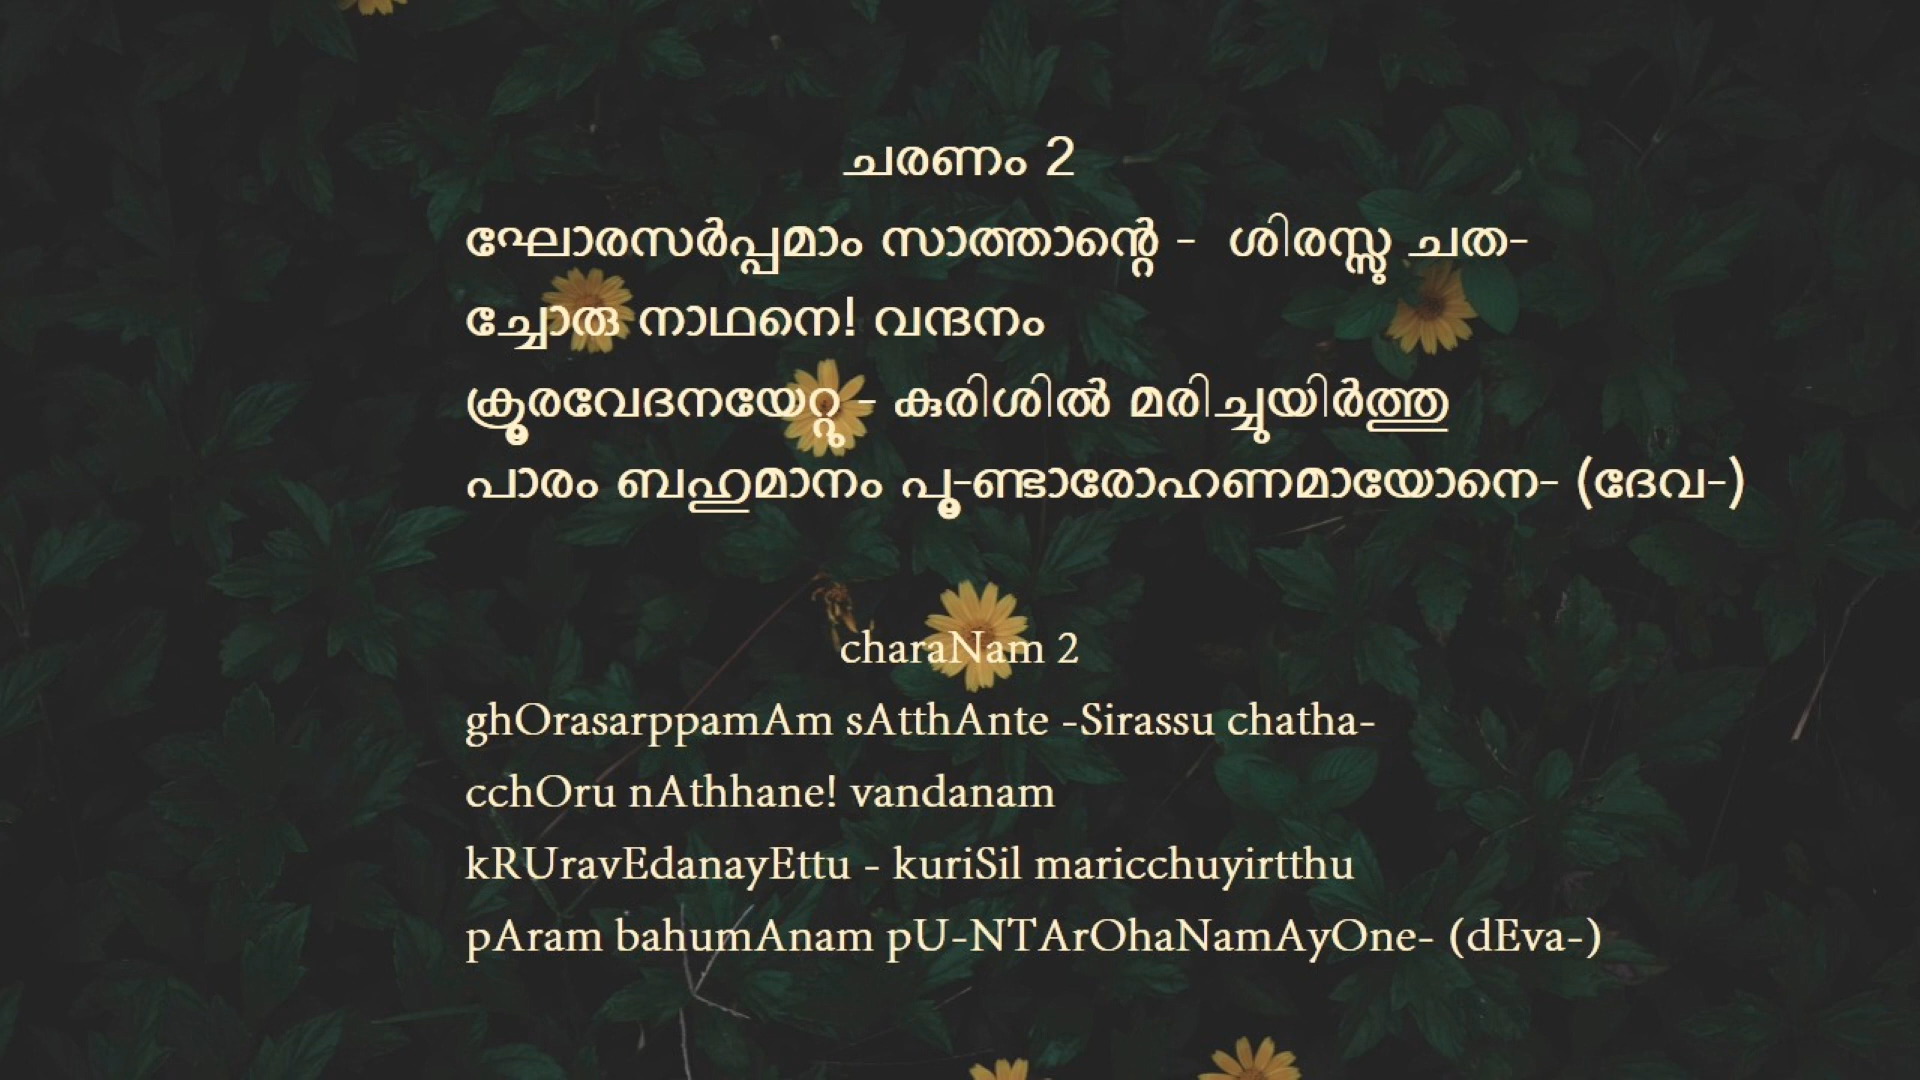 ചരണം 2
ഘോരസർപ്പമാം സാത്താന്റെ - ശിരസ്സു ചത-
ച്ചോരു നാഥനെ! വന്ദനം
ക്രൂരവേദനയേറ്റു - കുരിശിൽ മരിച്ചുയിർത്തു
പാരം ബഹുമാനം പൂ-ണ്ടാരോഹണമായോനെ- (ദേവ-)
charaNam 2
ghOrasarppamAm sAtthAnte -Sirassu chatha-
cchOru nAthhane! vandanam
kRUravEdanayEttu - kuriSil maricchuyirtthu
pAram bahumAnam pU-NTArOhaNamAyOne- (dEva-)